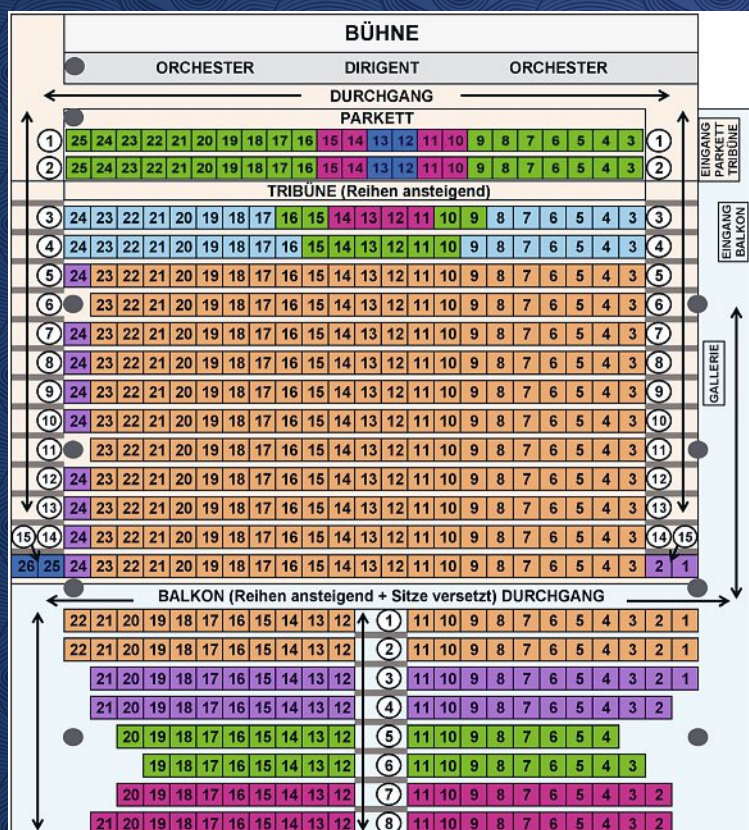 BÜHNE
ORCHESTER DIRIGENT ORCHESTER
DURCHGANG
PARKETT
1 25 24 23 22 21 20 19 18 17 16 15 14 13 12 11 10 9 8 7 6 5 4 3 1
2 25 24 23 22 21 20 19 18 17 16 15 14 13 12 11 10 9 8 7 6 5 4 3 2
EINGANG
PARKETT
TRIBÜNE
TRIBÜNE (Reihen ansteigend)
3 24 23 22 21 20 19 18 17 16 15 14 13 12 11 10 9 8 7 6 5 4 3 3
4 24 23 22 21 20 19 18 17 16 15 14 13 12 11 10 9 8 7 6 5 4 3 4
EINGANG
BALKON
5 24 23 22 21 20 19 18 17 16 15 14 13 12 11 10 9 8 7 6 5 4 3 5
6 23 22 21 20 19 18 17 16 15 14 13 12 11 10 9 8 7 6 5 4 3 6
7 24 23 22 21 20 19 18 17 16 15 14 13 12 11 10 9 8 7 6 5 4 3 7
8 24 23 22 21 20 19 18 17 16 15 14 13 12 11 10 9 8 7 6 5 4 3 8
GALLERIE
9 24 23 22 21 20 19 18 17 16 15 14 13 12 11 10 9 8 7 6 5 4 3 9
10 24 23 22 21 20 19 18 17 16 15 14 13 12 11 10 9 8 7 6 5 4 3 10
11 23 22 21 20 19 18 17 16 15 14 13 12 11 10 9 8 7 6 5 4 3 11
12 24 23 22 21 20 19 18 17 16 15 14 13 12 11 10 9 8 7 6 5 4 3 12
13 24 23 22 21 20 19 18 17 16 15 14 13 12 11 10 9 8 7 6 5 4 3 13
15 14 24 23 22 21 20 19 18 17 16 15 14 13 12 11 10 9 8 7 6 5 4 3 14 15
26 25 24 23 22 21 20 19 18 17 16 15 14 13 12 11 10 9 8 7 6 5 4 3 2 1
BALKON (Reihen ansteigend + Sitze versetzt) DURCHGANG
22 21 20 19 18 17 16 15 14 13 12 1 11 10 9 8 7 6 5 4 3 2 1
22 21 20 19 18 17 16 15 14 13 12 2 11 10 9 8 7 6 5 4 3 2 1
21 20 19 18 17 16 15 14 13 12 3 11 10 9 8 7 6 5 4 3 2 1
21 20 19 18 17 16 15 14 13 12 4 11 10 9 8 7 6 5 4 3 2
20 19 18 17 16 15 14 13 12 5 11 10 9 8 7 6 5 4
19 18 17 16 15 14 13 12 6 11 10 9 8 7 6 5 4 3
20 19 18 17 16 15 14 13 12 7 11 10 9 8 7 6 5 4 3 2
21 20 19 18 17 16 15 14 13 12 8 11 10 9 8 7 6 5 4 3 2